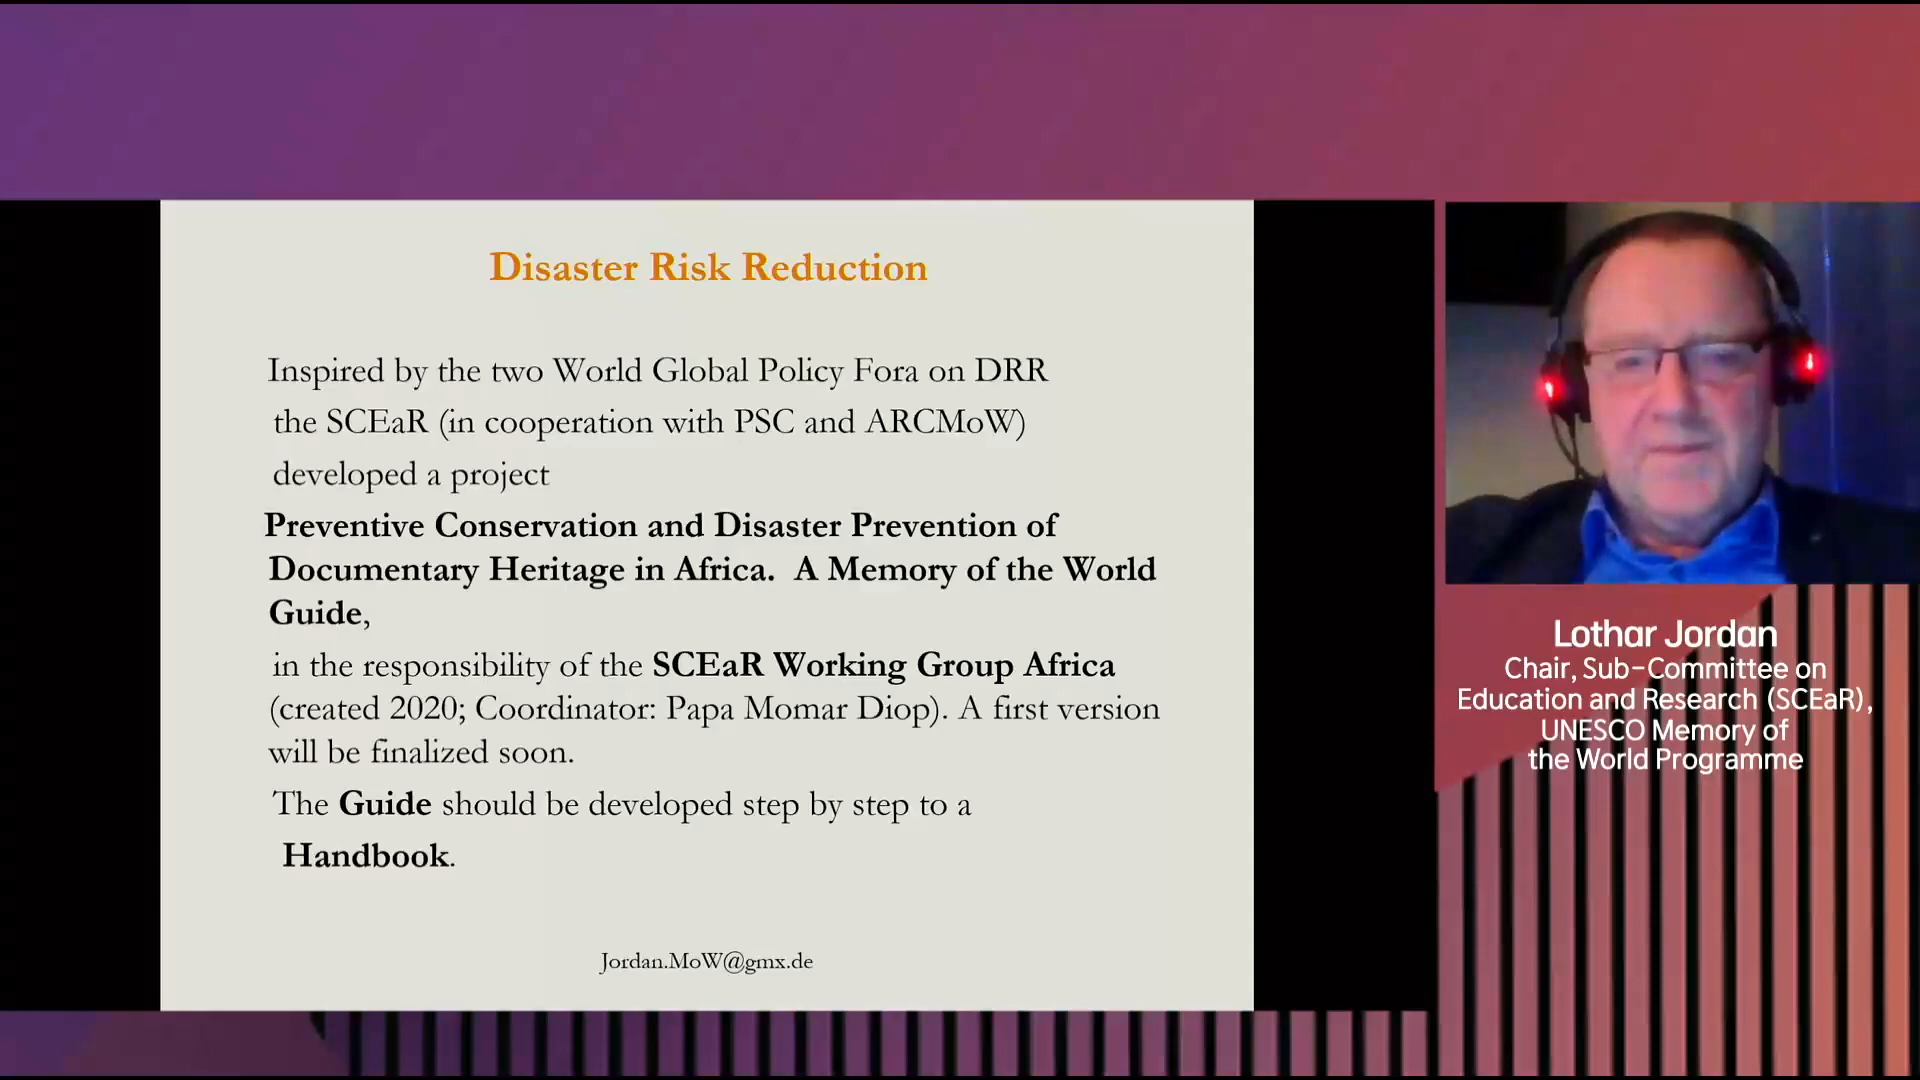 Disaster Risk Reduction
Inspired by the two World Global Policy Fora on DRR
the SCEaR (in cooperation with PSC and ARCMoW)
developed a project
Preventive Conservation and Disaster Prevention of
Documentary Heritage in Africa. A Memory of the World
Guide,
in the responsibility of the SCEaR Working Group Africa
(created 2020; Coordinator: Papa Momar Diop). A first version
will be finalized soon.
The Guide should be developed step by step to a
Handbook.
Jordan.MoW@gmx.de
Lothar Jordan
Chair, Sub-Committee on
Education and Research (SCEaR),
UNESCO Memory of
the World Programme